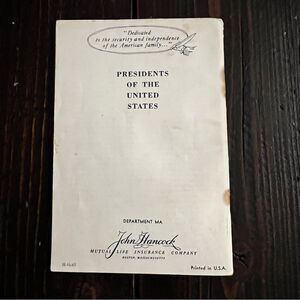 "Dedicated
to the security and independence
of the American family..."
PRESIDENTS
OF THE
UNITED
STATES
DEPARTMENT MA
John Hancock
MUTUAL LIFE INSURANCE COMPANY
BOSTON, MASSACHUSETTS
Printed in U.S.A.